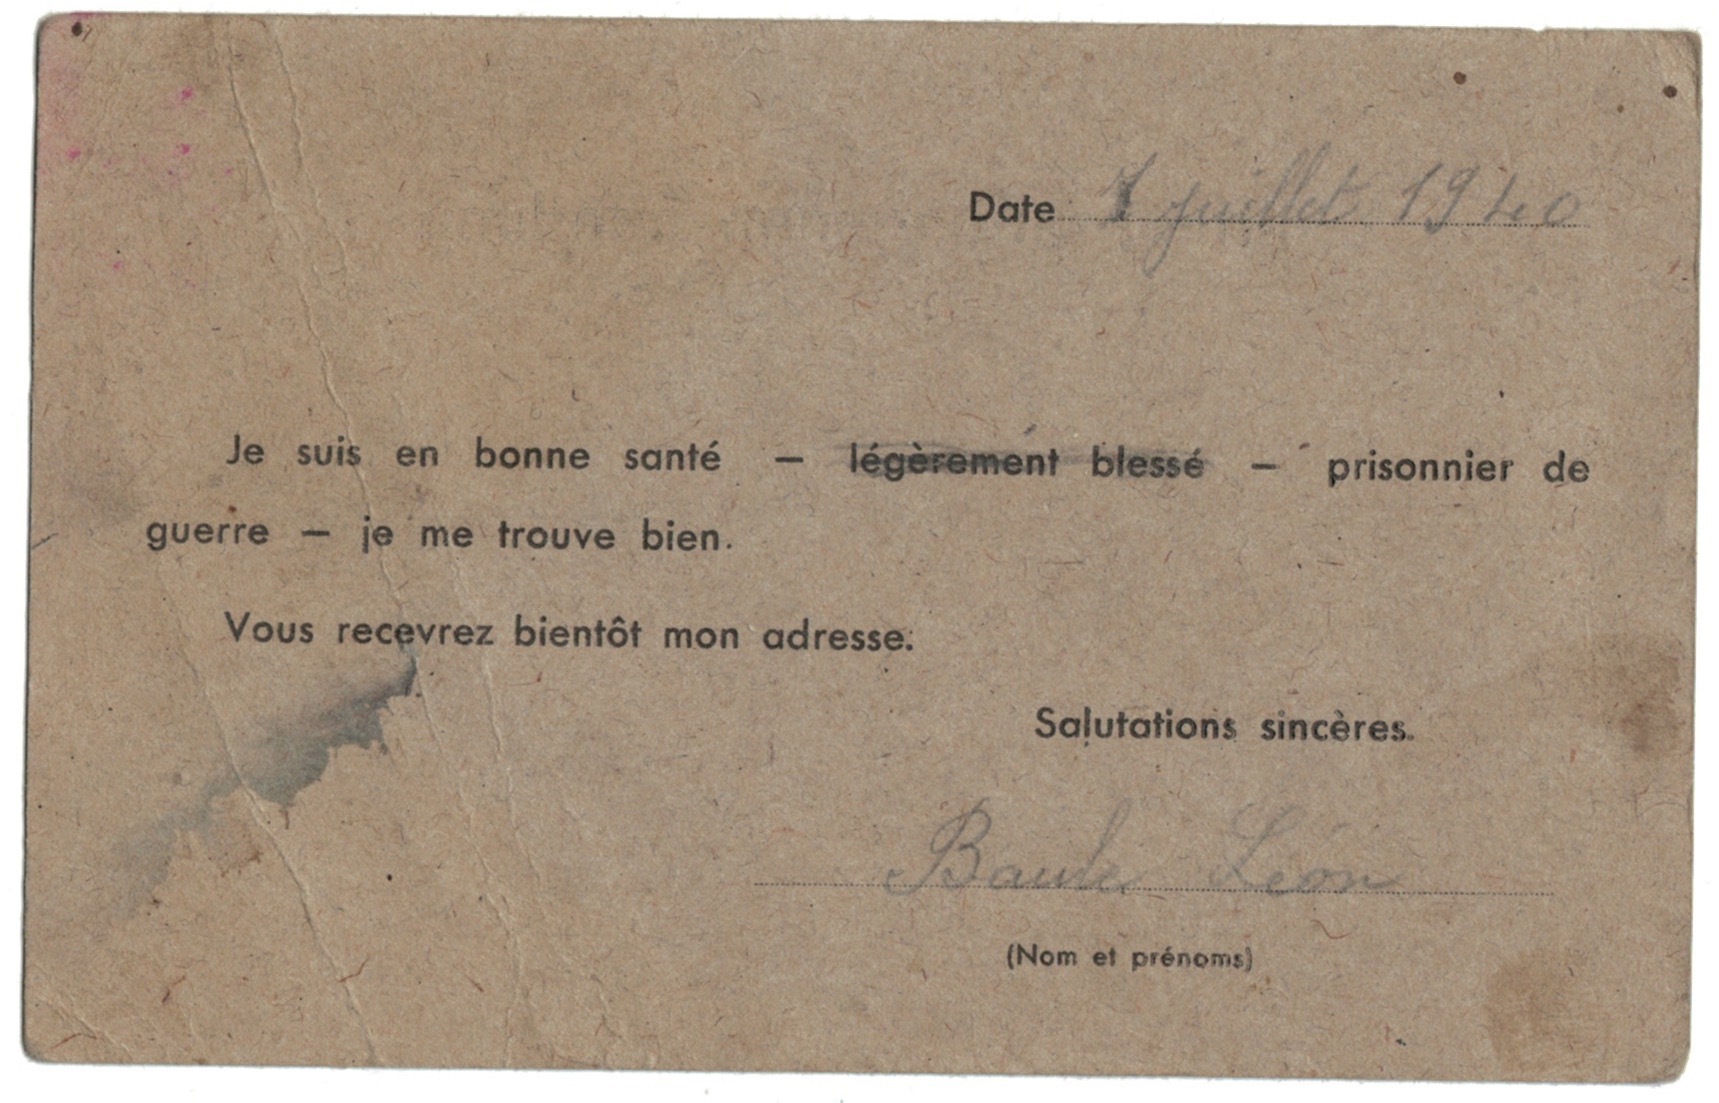 Date 7 juillet 1940
Je suis en bonne santé — légèrement blessé — prisonnier de
guerre — je me trouve bien.
Vous recevrez bientôt mon adresse.
Salutations sincères.
Léon
(Nom et prénoms)